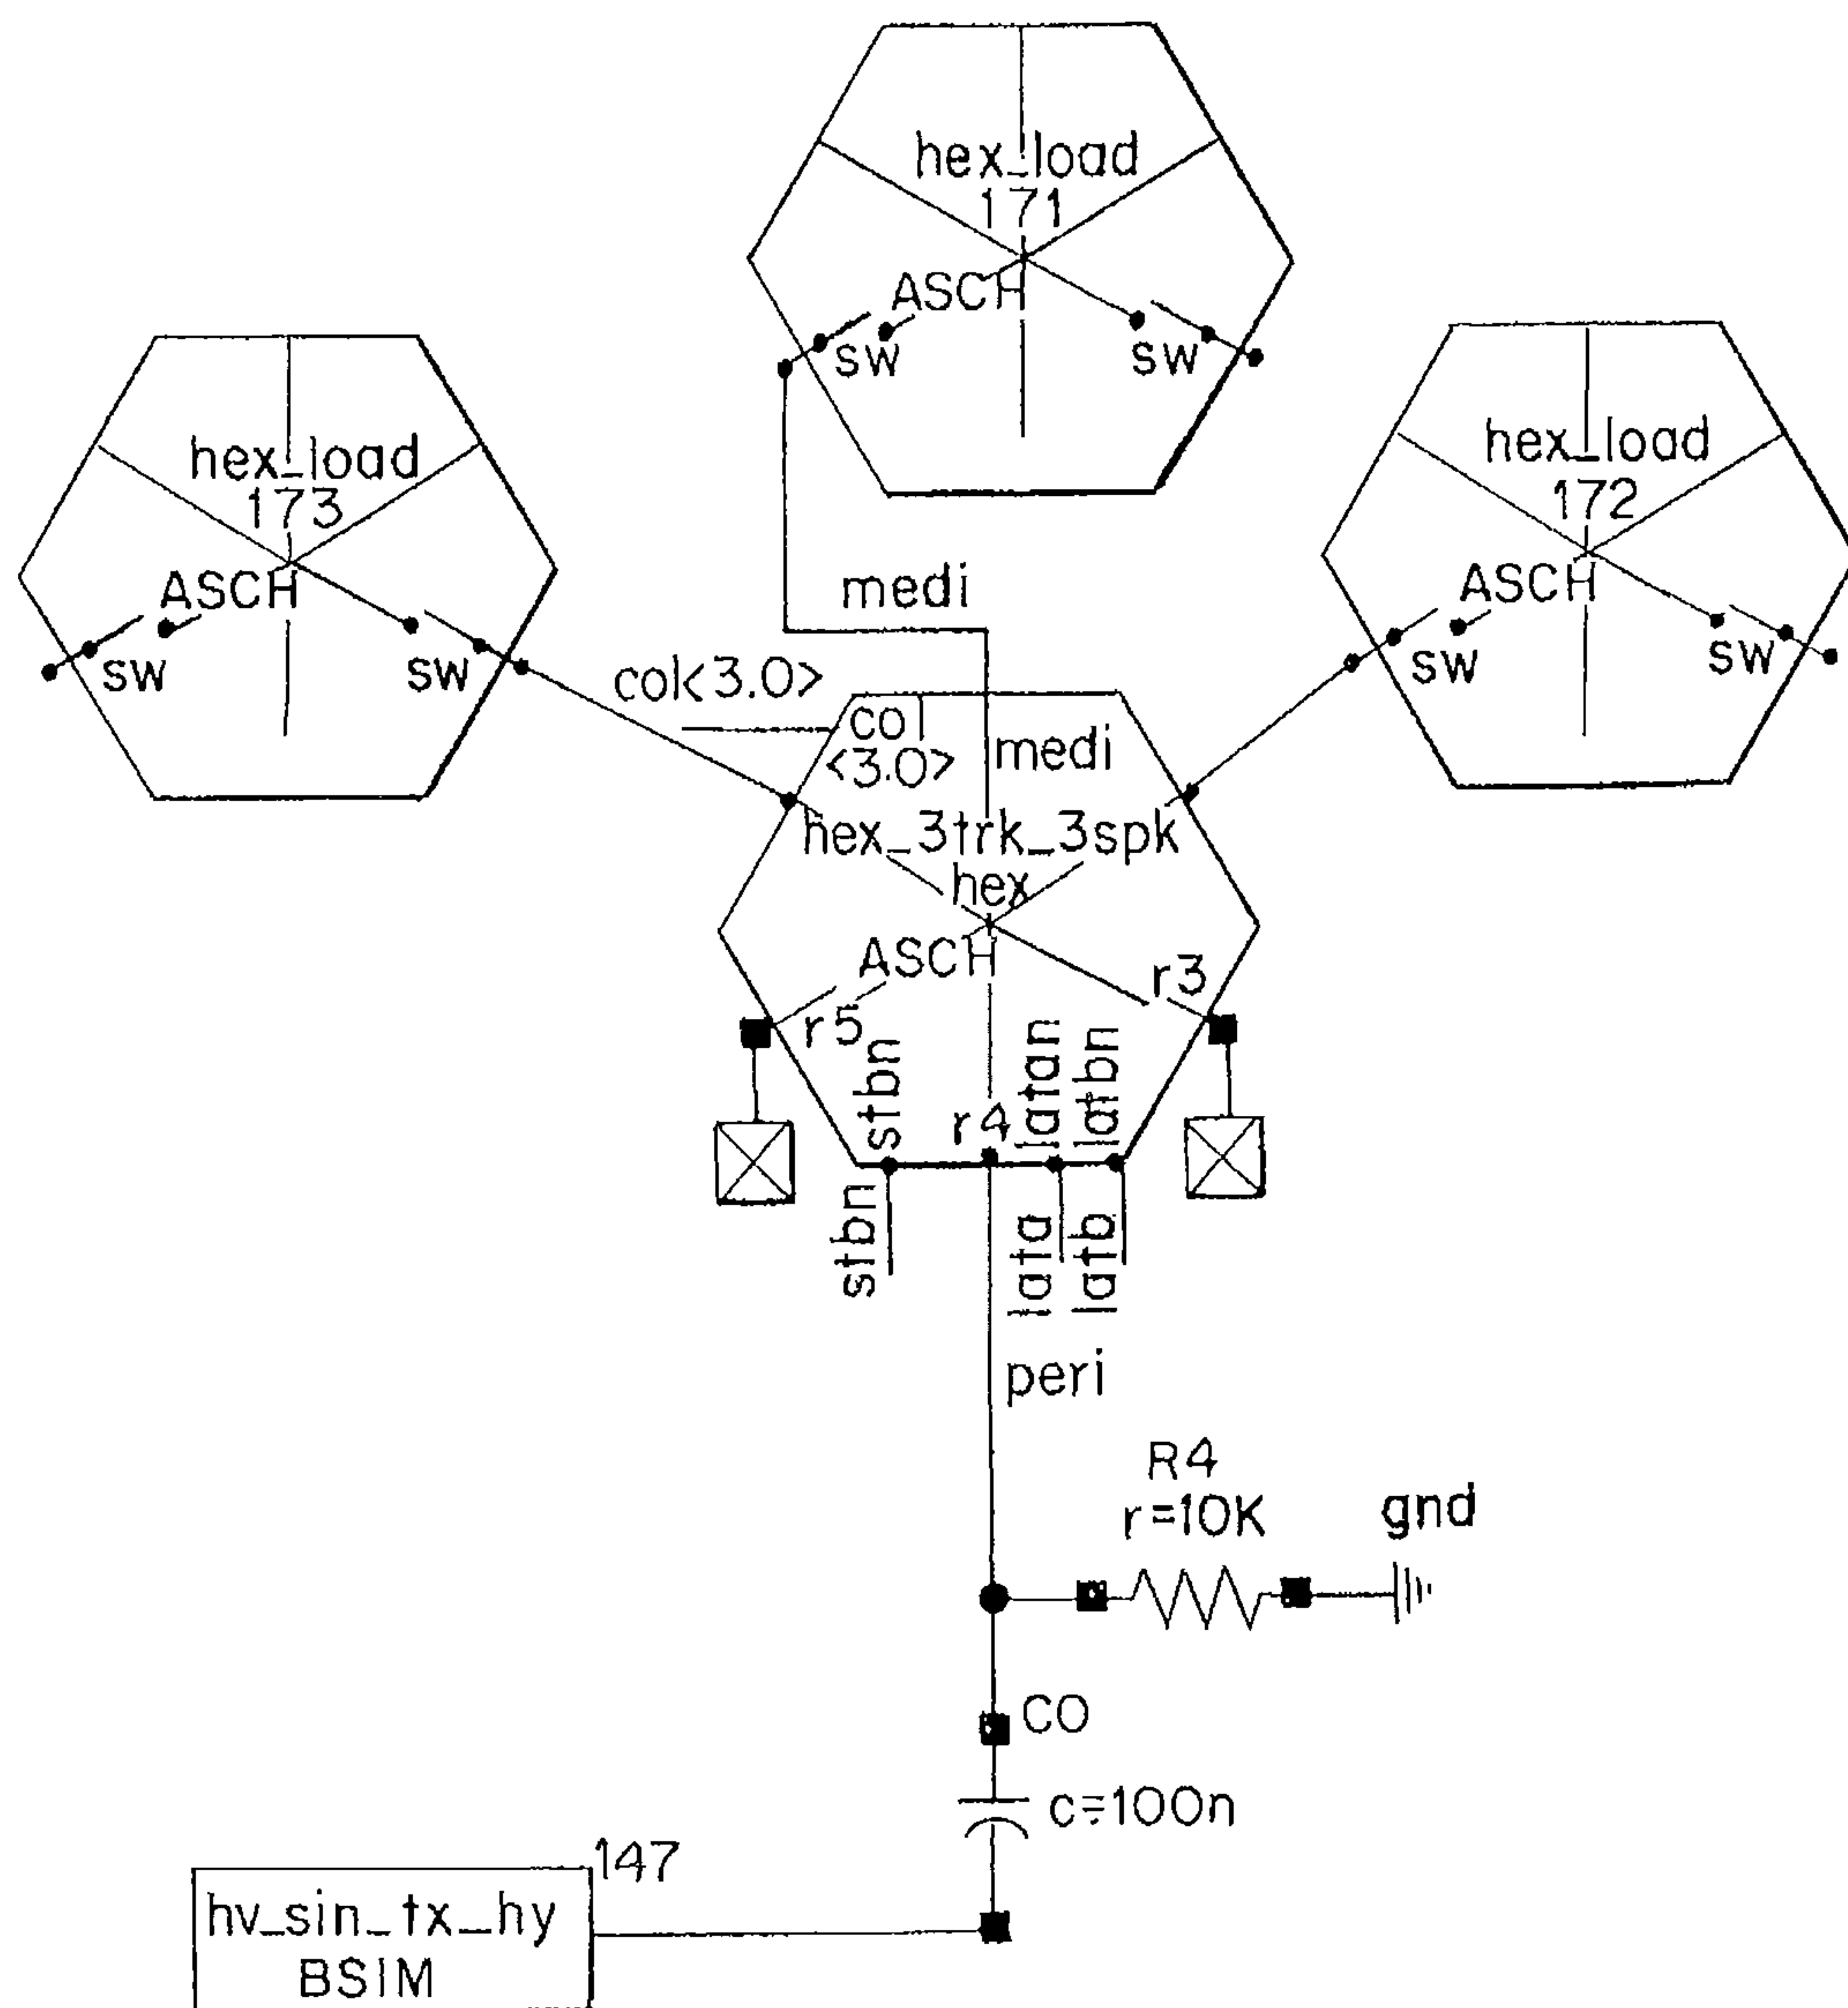 hex_load
171
ASCH
sw
sw
hex_load
173
ASCH
sw
sw
hex_load
172
ASCH
sw
sw
medi
col<3.0>
col
<3.0>
medi
hex_3trk_3spk
hex
ASCH
r3
r5
stbn
r4
latan
latbn
stbn
lata
latb
peri
R4
r=10K
gnd
CO
c=100n
147
hv_sin_tx_hy
BSIM